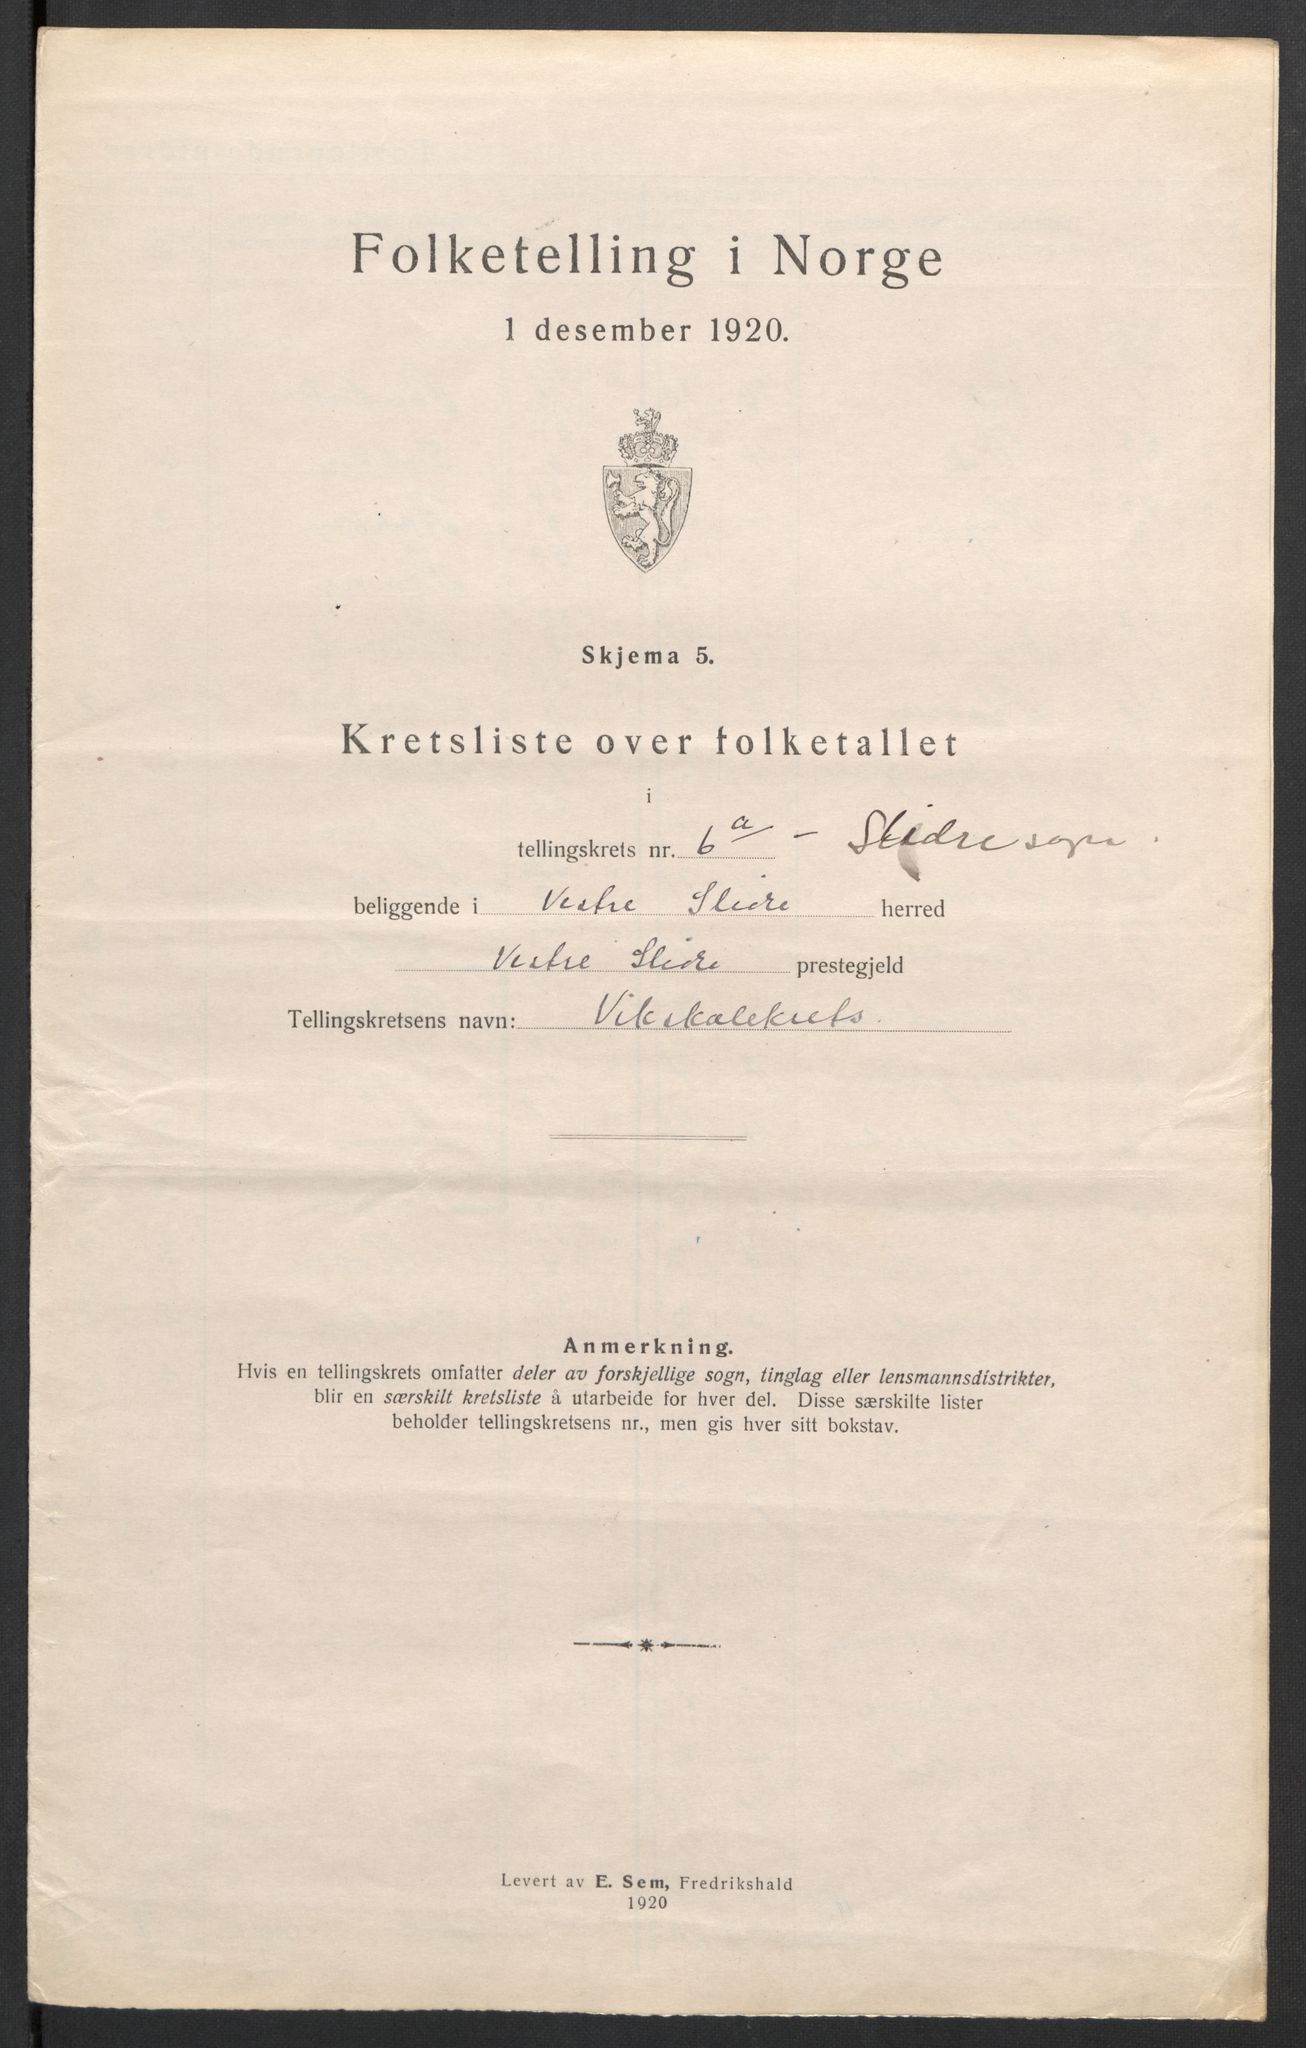 Folketelling i Norge
1 desember 1920.
Skjema 5.
Kretsliste over folketallet
i
tellingskrets nr. 6 a – Slidre sogn.
beliggende i Vestre Slidre herred
Vestre Slidre prestegjeld
Tellingskretsens navn: Vik skolekrets.
Anmerkning.
Hvis en tellingskrets omfatter deler av forskjellige sogn, tinglag eller lensmannsdistrikter,
blir en særskilt kretsliste å utarbeide for hver del. Disse særskilte lister
beholder tellingskretsens nr., men gis hver sitt bokstav.
Levert av E. Sem, Fredrikshald
1920